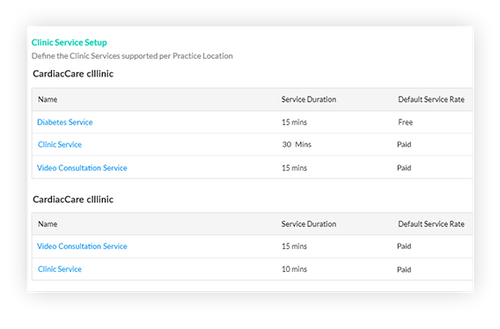 Clinic Service Setup
Define the Clinic Services supported per Practice Location
CardiacCare clllinic
Name Service Duration Default Service Rate
Diabetes Service 15 mins Free
Clinic Service 30 Mins Paid
Video Consultation Service 15 mins Paid
CardiacCare clllinic
Name Service Duration Default Service Rate
Video Consultation Service 15 mins Paid
Clinic Service 10 mins Paid